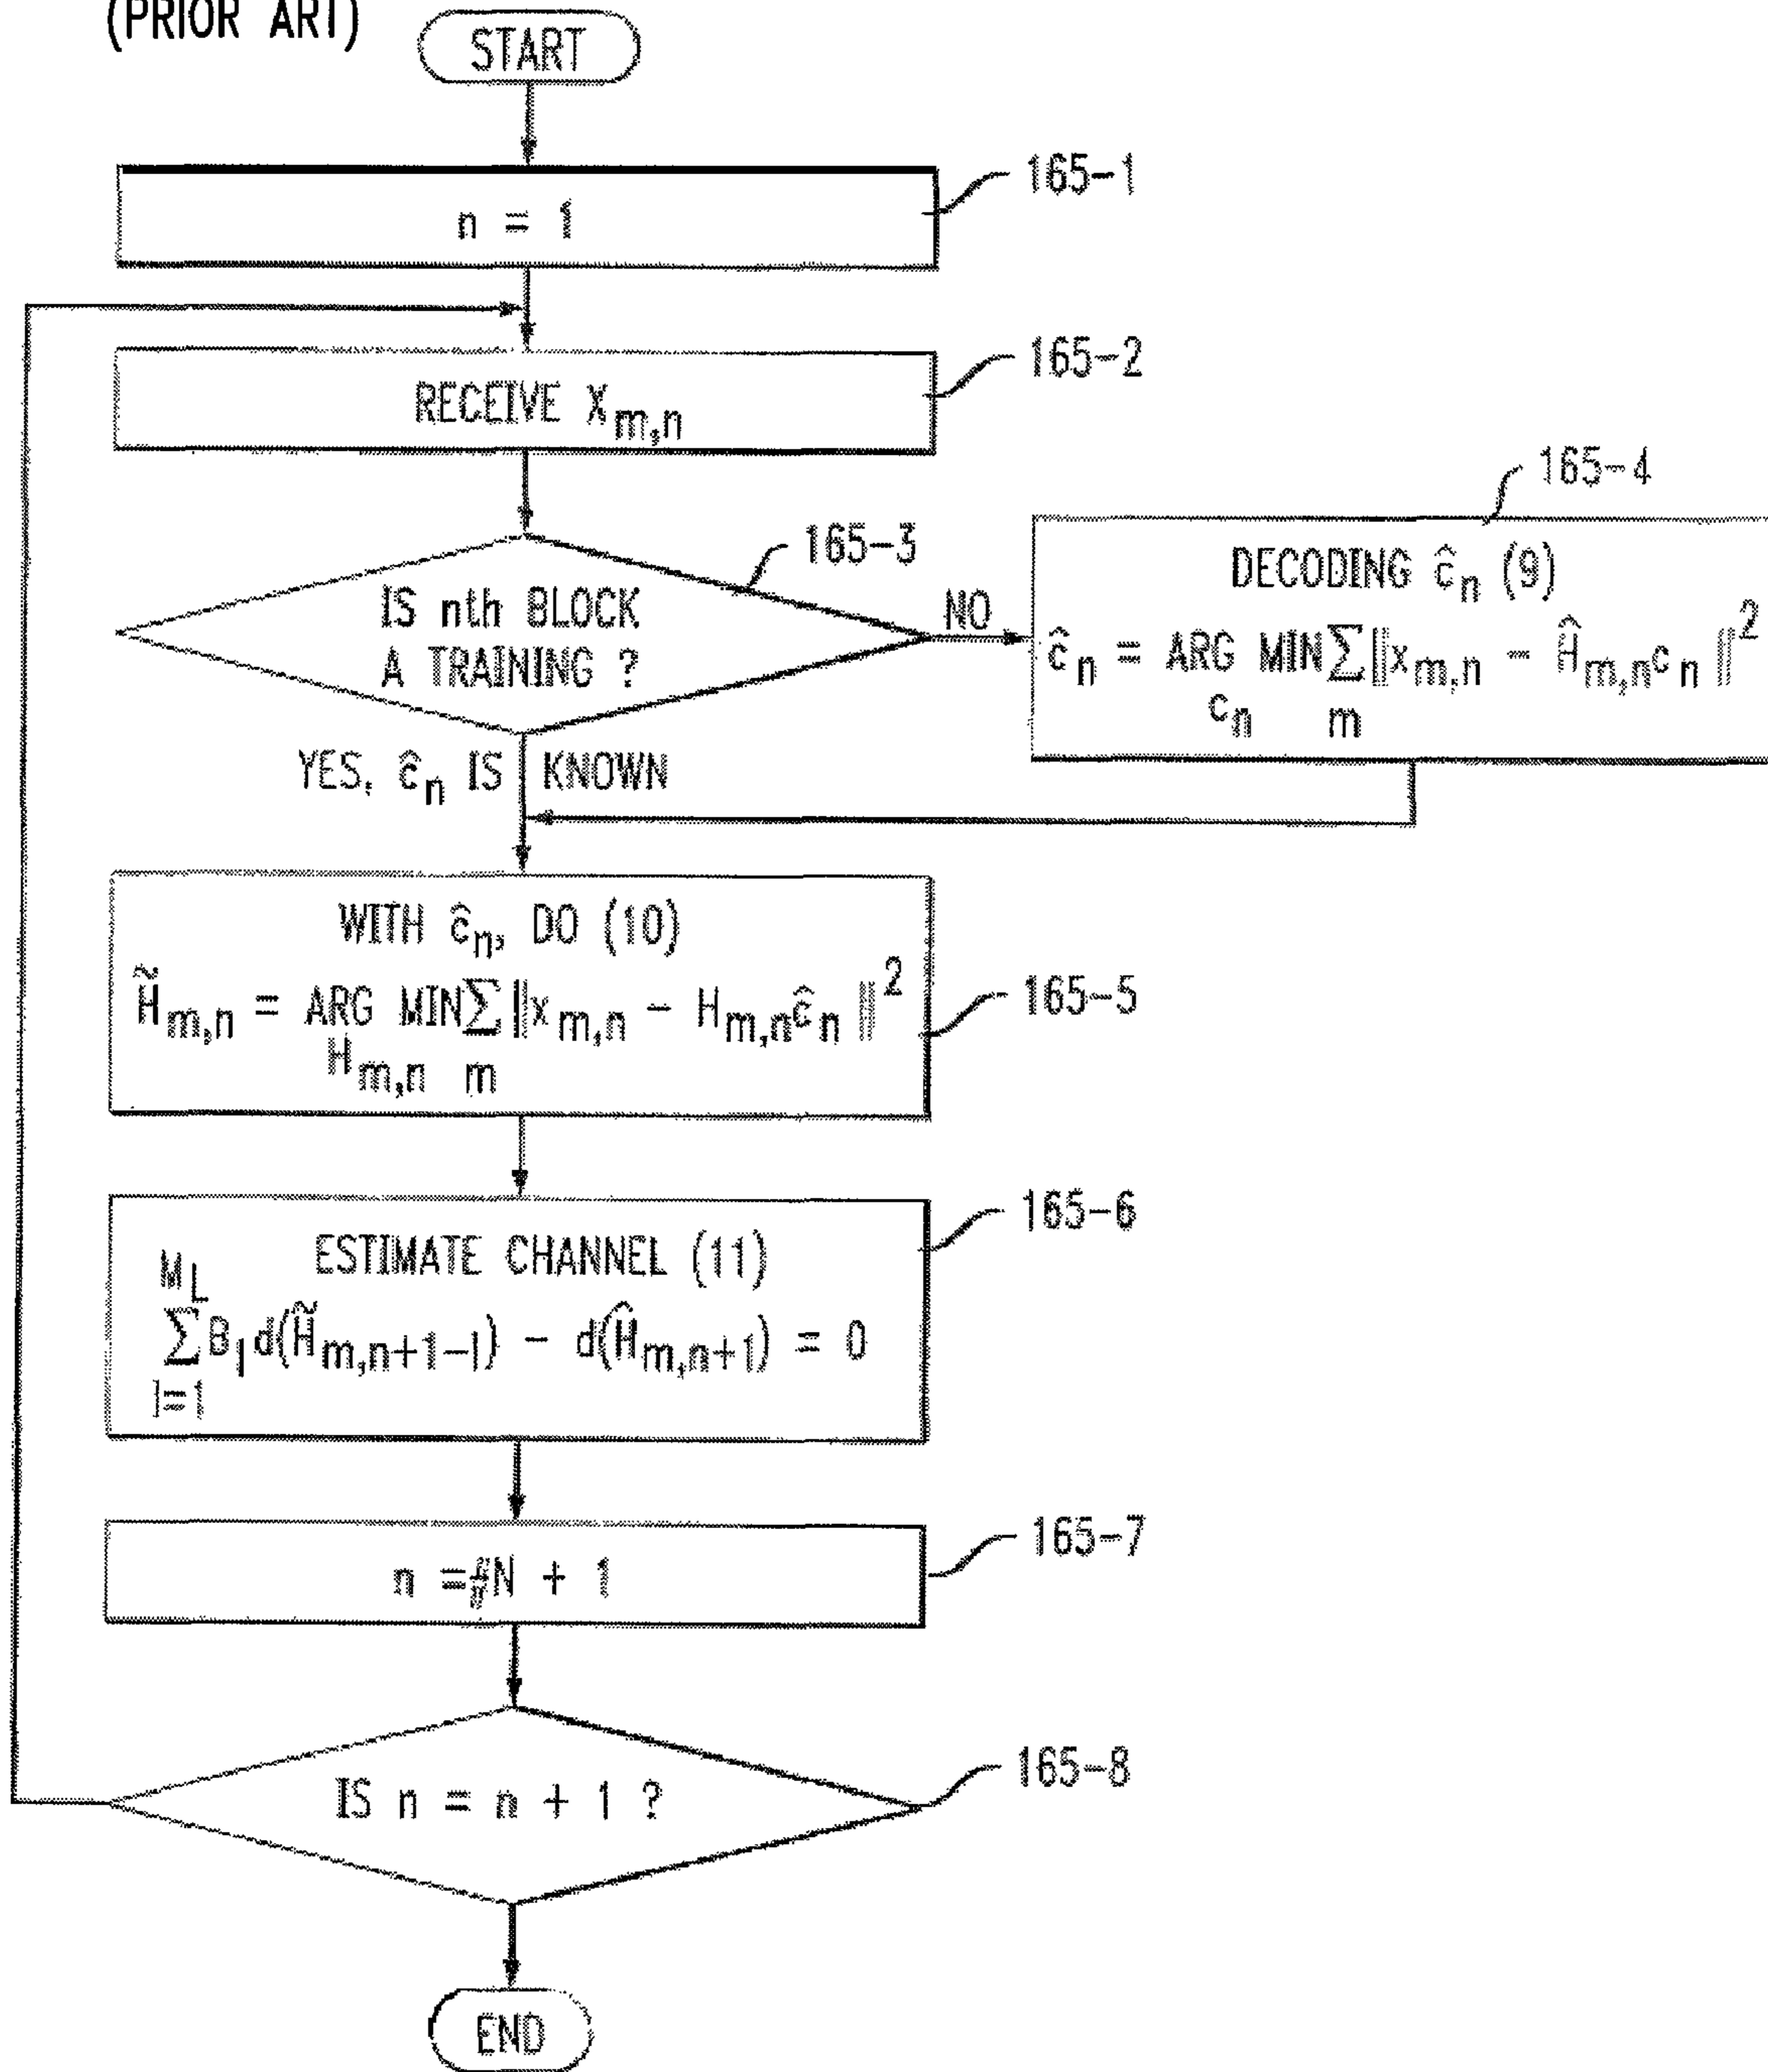 (PRIOR ART)
START
n = 1
165-1
RECEIVE x_m,n
165-2
IS nth BLOCK
A TRAINING ?
165-3
NO
165-4
DECODING ĉ_n (9)
ĉ_n = ARG MIN ∑ ‖x_m,n − Ĥ_m,n c_n‖²
c_n m
YES, ĉ_n IS KNOWN
WITH ĉ_n, DO (10)
H̃_m,n = ARG MIN ∑ ‖x_m,n − H_m,n ĉ_n‖²
H_m,n m
165-5
ESTIMATE CHANNEL (11)
M_L
∑ B_l d(H̃_m,n+1-l) − d(Ĥ_m,n+1) = 0
l=1
165-6
n = #N + 1
165-7
IS n = n + 1 ?
165-8
END